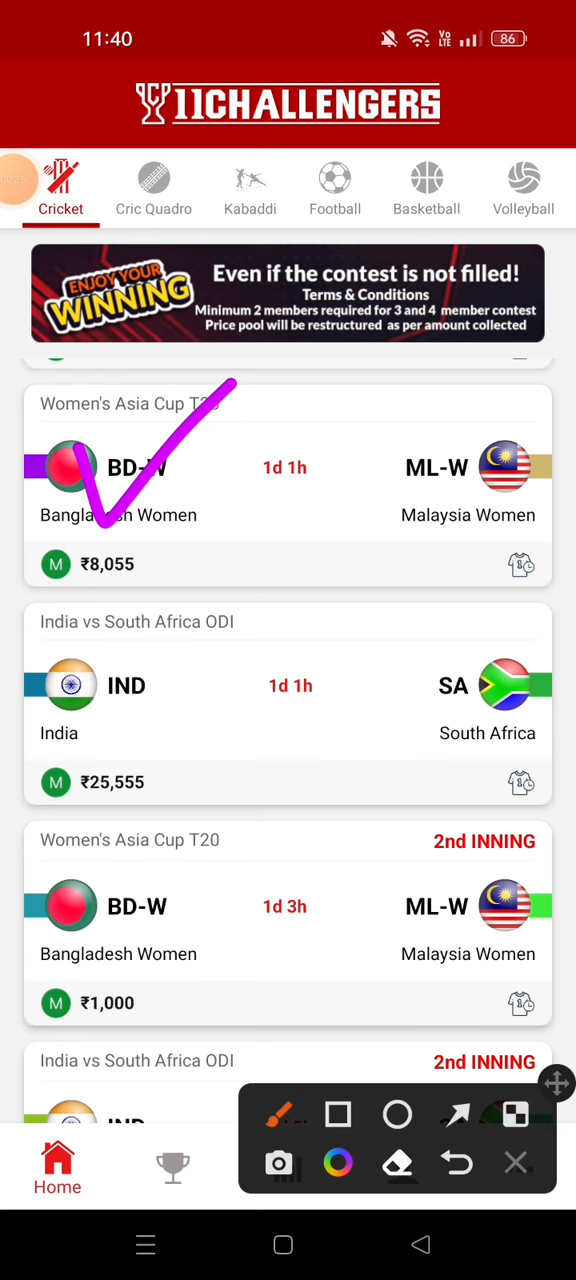 11:40
Vo
LTE
86
11CHALLENGERS
Cricket
Cric Quadro
Kabaddi
Football
Basketball
Volleyball
ENJOY YOUR
WINNING
Even if the contest is not filled!
Terms & Conditions
Minimum 2 members required for 3 and 4 member contest
Price pool will be restructured as per amount collected
Women's Asia Cup T20
BD-W
1d 1h
ML-W
Bangladesh Women
Malaysia Women
M
₹8,055
India vs South Africa ODI
IND
1d 1h
SA
India
South Africa
M
₹25,555
Women's Asia Cup T20
2nd INNING
BD-W
1d 3h
ML-W
Bangladesh Women
Malaysia Women
M
₹1,000
India vs South Africa ODI
2nd INNING
Home